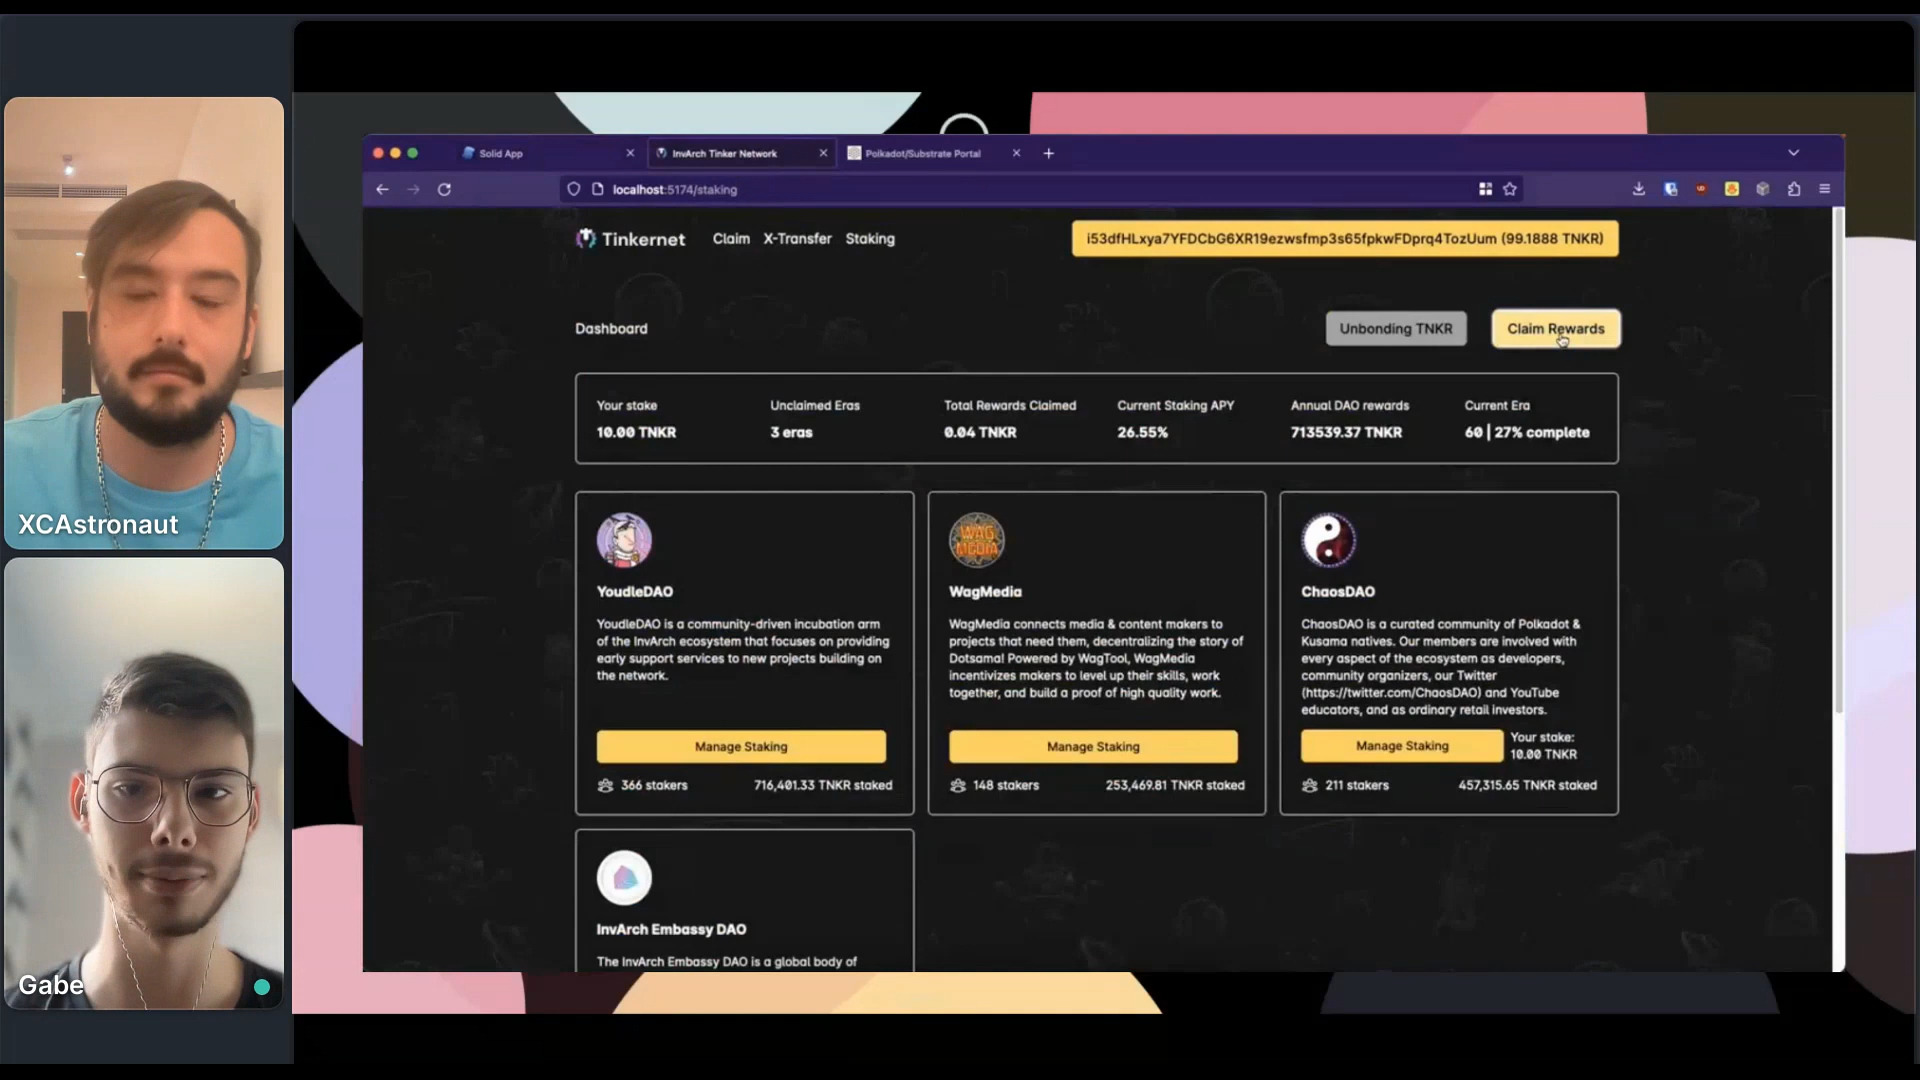 Solid App
InvArch Tinker Network
Polkadot/Substrate Portal
localhost:5174/staking
Tinkernet
Claim
X-Transfer
Staking
i53dfHLxya7YFDCbG6XR19ezwsfmp3s65fpkwFDprq4TozUum (99.1888 TNKR)
Dashboard
Unbonding TNKR
Claim Rewards
Your stake
10.00 TNKR
Unclaimed Eras
3 eras
Total Rewards Claimed
0.04 TNKR
Current Staking APY
26.55%
Annual DAO rewards
713539.37 TNKR
Current Era
60 | 27% complete
YoudleDAO
YoudleDAO is a community-driven incubation arm
of the InvArch ecosystem that focuses on providing
early support services to new projects building on
the network.
Manage Staking
366 stakers
716,401.33 TNKR staked
WAG
MEDIA
WagMedia
WagMedia connects media & content makers to
projects that need them, decentralizing the story of
Dotsama! Powered by WagTool, WagMedia
incentivizes makers to level up their skills, work
together, and build a proof of high quality work.
Manage Staking
148 stakers
253,469.81 TNKR staked
ChaosDAO
ChaosDAO is a curated community of Polkadot &
Kusama natives. Our members are involved with
every aspect of the ecosystem as developers,
community organizers, our Twitter
(https://twitter.com/ChaosDAO) and YouTube
educators, and as ordinary retail investors.
Manage Staking
Your stake:
10.00 TNKR
211 stakers
457,315.65 TNKR staked
InvArch Embassy DAO
The InvArch Embassy DAO is a global body of
XCAstronaut
Gabe